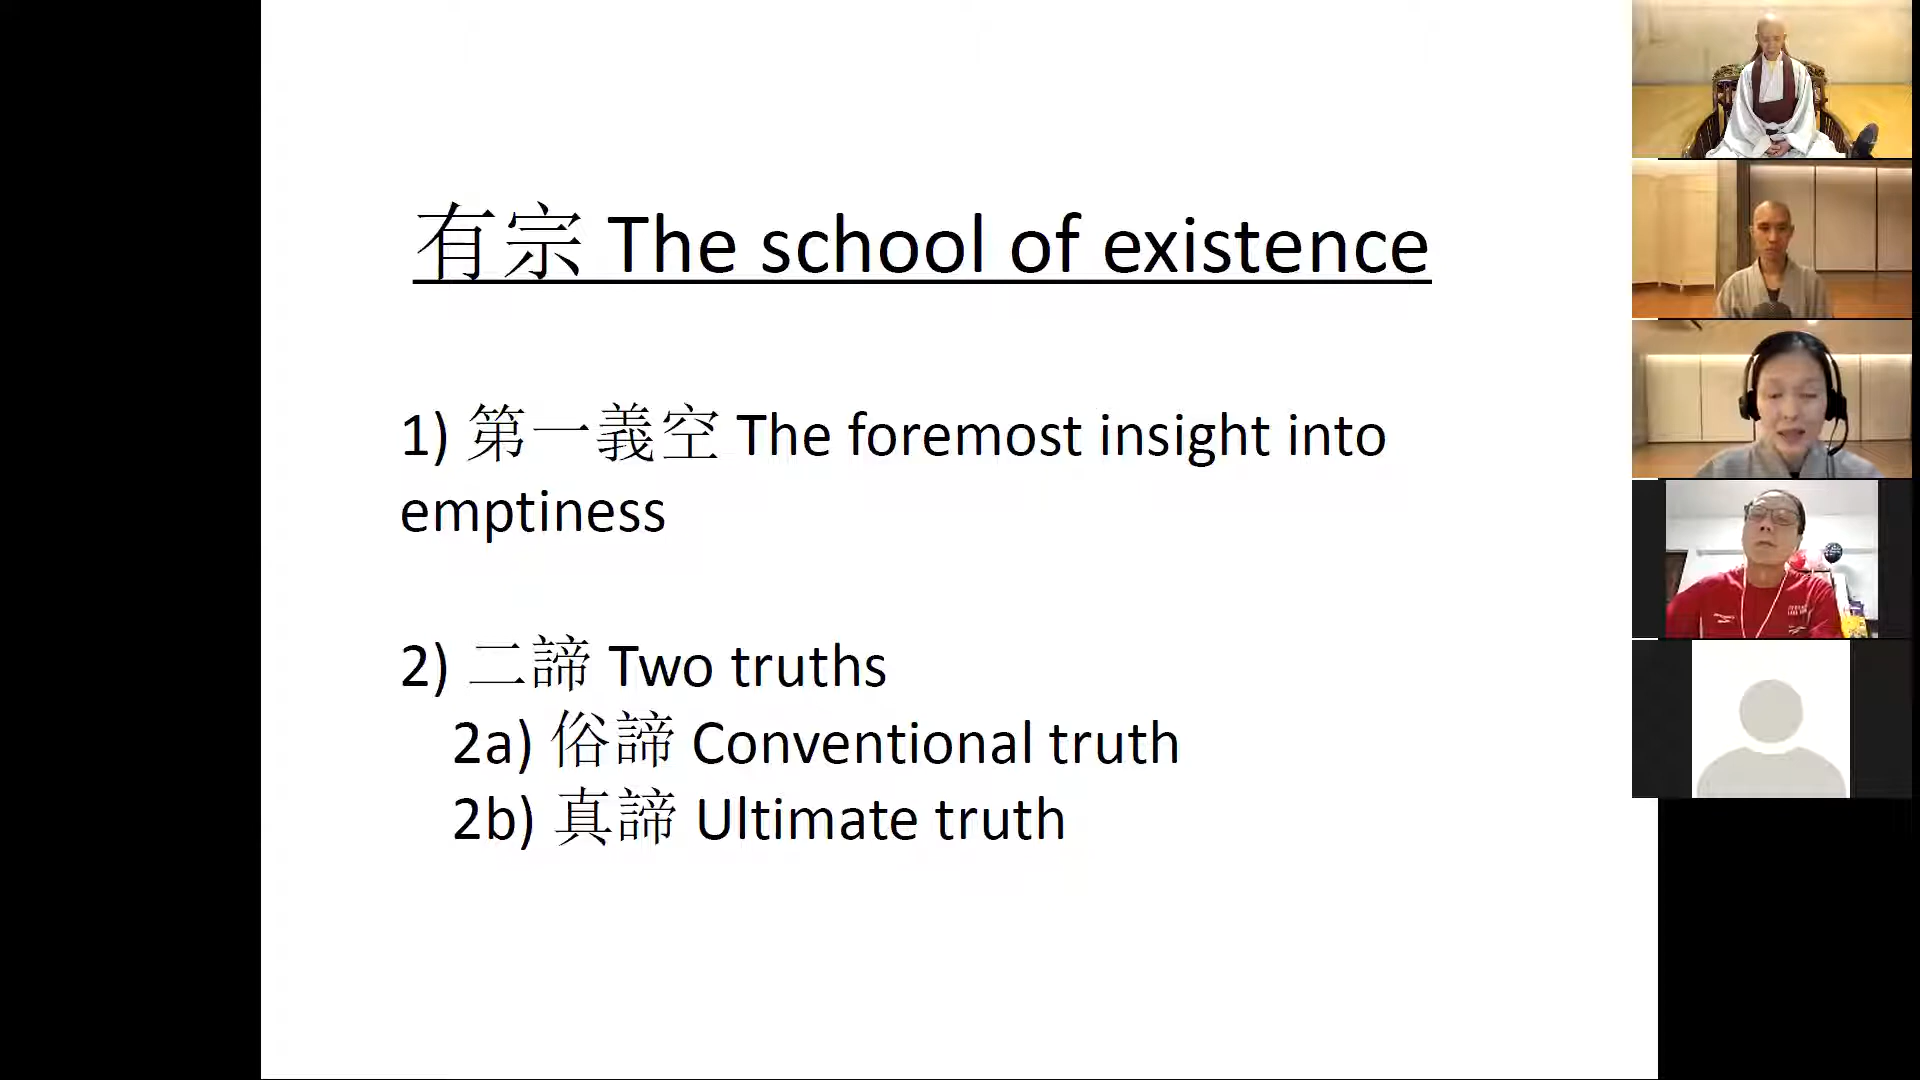 有宗 The school of existence
1) 第一義空 The foremost insight into
emptiness
2) 二諦 Two truths
2a) 俗諦 Conventional truth
2b) 真諦 Ultimate truth